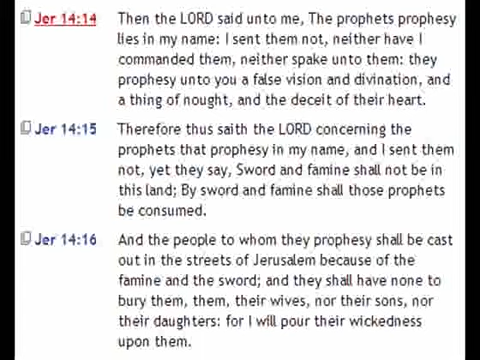 Jer 14:14 Then the LORD said unto me, The prophets prophesy
lies in my name: I sent them not, neither have I
commanded them, neither spake unto them: they
prophesy unto you a false vision and divination, and
a thing of nought, and the deceit of their heart.
Jer 14:15 Therefore thus saith the LORD concerning the
prophets that prophesy in my name, and I sent them
not, yet they say, Sword and famine shall not be in
this land; By sword and famine shall those prophets
be consumed.
Jer 14:16 And the people to whom they prophesy shall be cast
out in the streets of Jerusalem because of the
famine and the sword; and they shall have none to
bury them, them, their wives, nor their sons, nor
their daughters: for I will pour their wickedness
upon them.